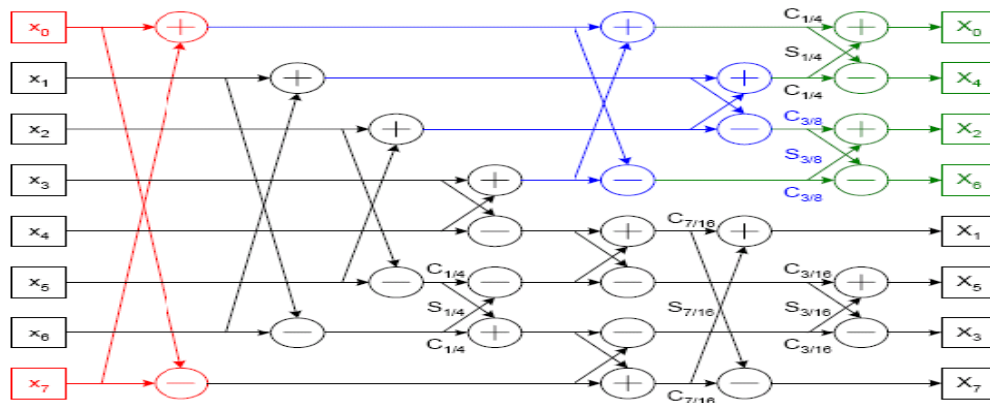 x₀ + + C₁/₄ + X₀
S₁/₄
x₁ + + C₁/₄ − X₄
x₂ + − C₃/₈ + X₂
S₃/₈
x₃ + − C₃/₈ − X₆
x₄ − + C₇/₁₆ + X₁
x₅ − C₁/₄ − − C₃/₁₆ + X₅
S₁/₄ S₇/₁₆ S₃/₁₆
x₆ − C₁/₄ + − C₃/₁₆ − X₃
x₇ − + C₇/₁₆ − X₇